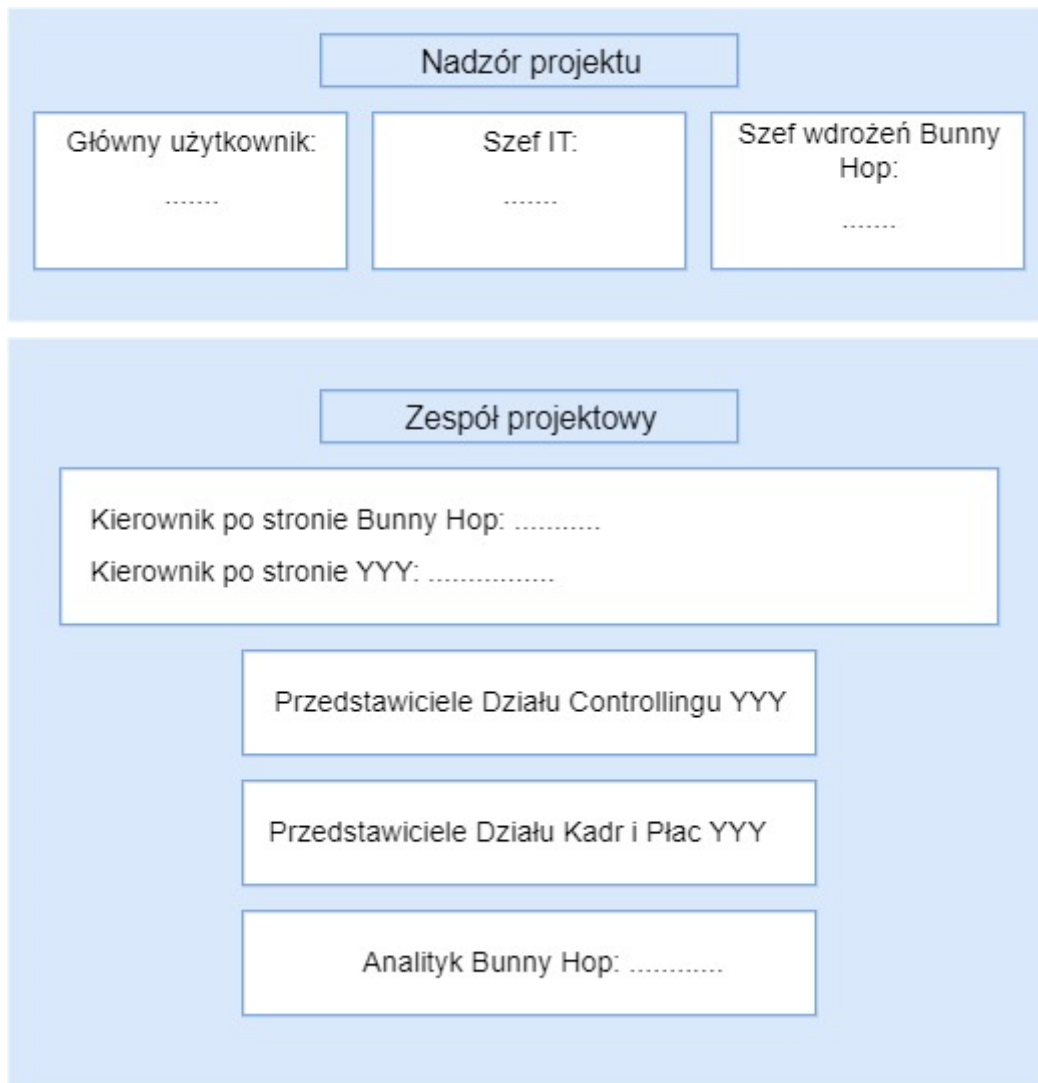 Nadzór projektu
Główny użytkownik:
.......
Szef IT:
.......
Szef wdrożeń Bunny
Hop:
.......
Zespół projektowy
Kierownik po stronie Bunny Hop: ...........
Kierownik po stronie YYY: ................
Przedstawiciele Działu Controllingu YYY
Przedstawiciele Działu Kadr i Płac YYY
Analityk Bunny Hop: ............